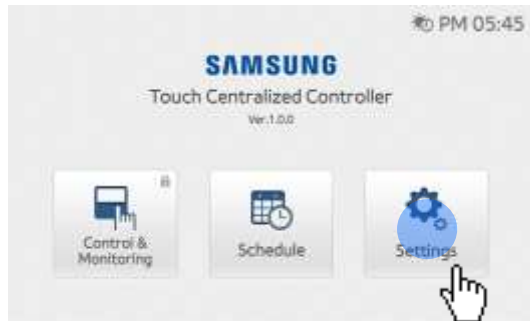 PM 05:45
SAMSUNG
Touch Centralized Controller
Ver.1.0.0
Control &
Monitoring
Schedule
Settings